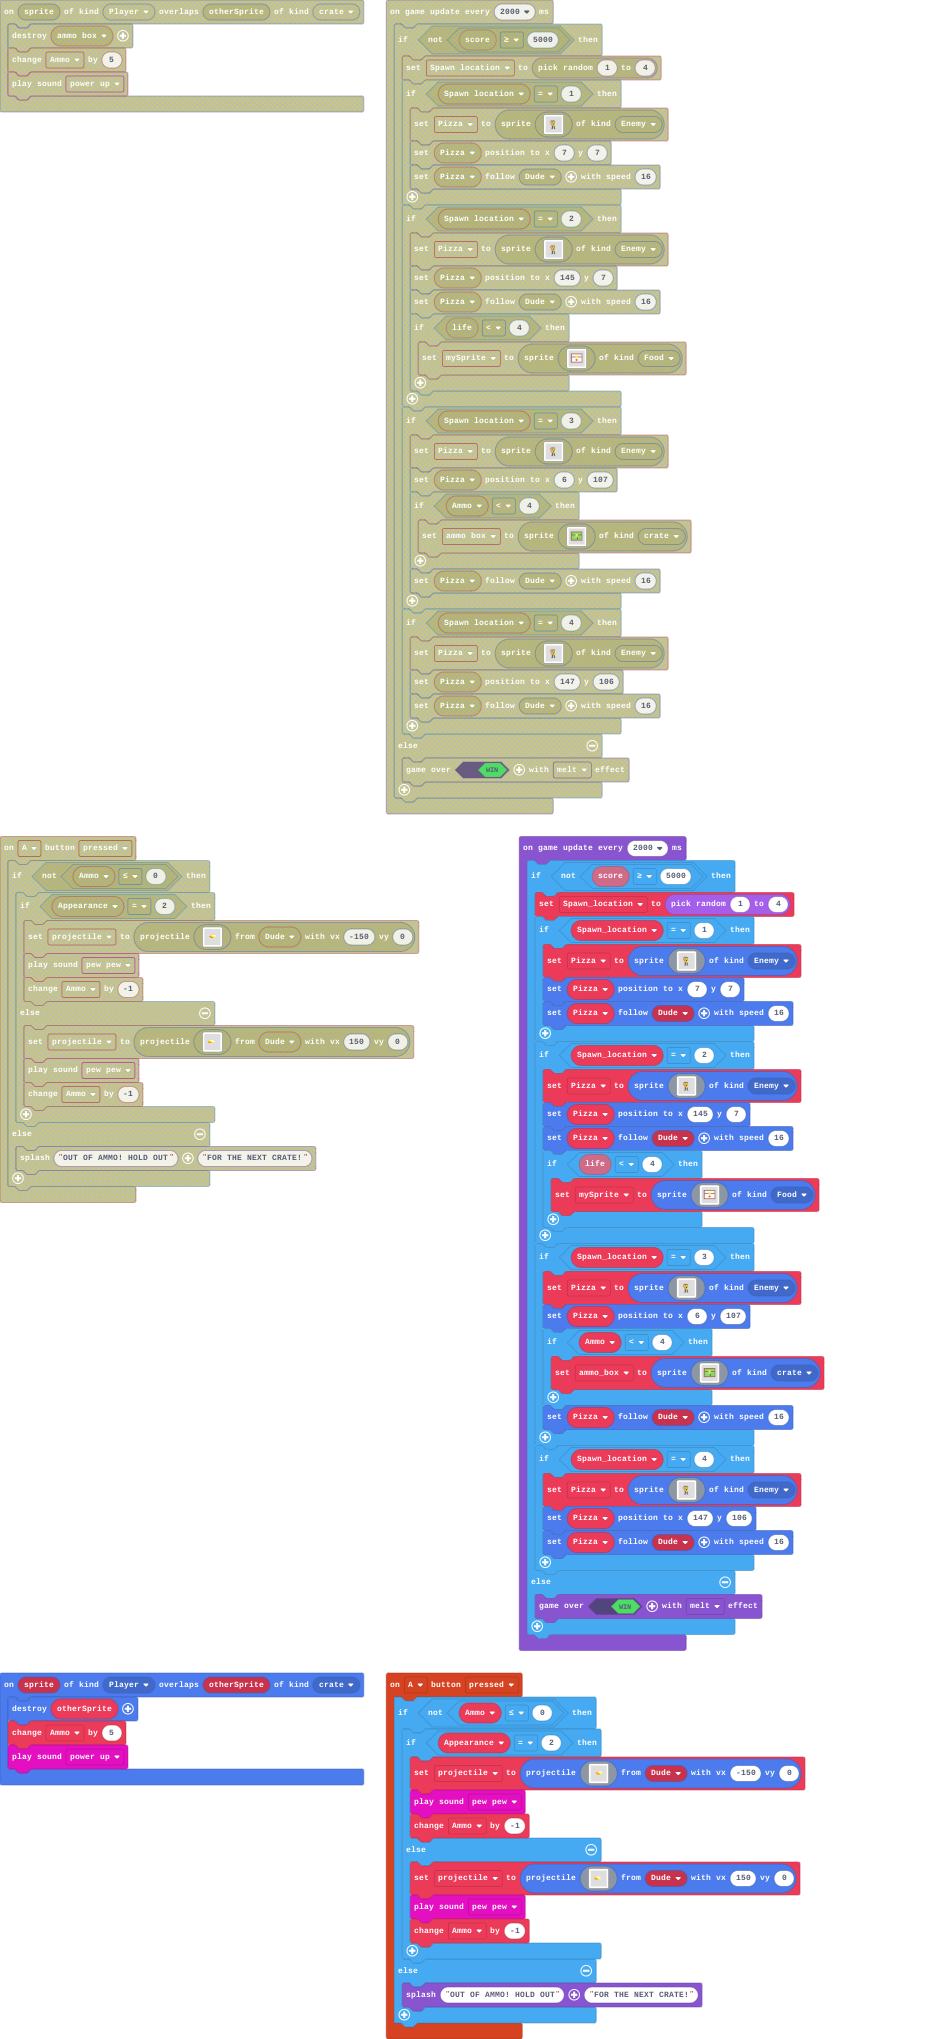 on sprite of kind Player overlaps otherSprite of kind crate
destroy ammo box
change Ammo by 5
play sound power up
on game update every 2000 ms
if not score ≥ 5000 then
set Spawn location to pick random 1 to 4
if Spawn location = 1 then
set Pizza to sprite of kind Enemy
set Pizza position to x 7 y 7
set Pizza follow Dude with speed 16
if Spawn location = 2 then
set Pizza to sprite of kind Enemy
set Pizza position to x 145 y 7
set Pizza follow Dude with speed 16
if life < 4 then
set mySprite to sprite of kind Food
if Spawn location = 3 then
set Pizza to sprite of kind Enemy
set Pizza position to x 6 y 107
if Ammo < 4 then
set ammo box to sprite of kind crate
set Pizza follow Dude with speed 16
if Spawn location = 4 then
set Pizza to sprite of kind Enemy
set Pizza position to x 147 y 106
set Pizza follow Dude with speed 16
else
game over WIN with melt effect
on A button pressed
if not Ammo ≤ 0 then
if Appearance = 2 then
set projectile to projectile from Dude with vx -150 vy 0
play sound pew pew
change Ammo by -1
else
set projectile to projectile from Dude with vx 150 vy 0
play sound pew pew
change Ammo by -1
else
splash "OUT OF AMMO! HOLD OUT" "FOR THE NEXT CRATE!"
on game update every 2000 ms
if not score ≥ 5000 then
set Spawn_location to pick random 1 to 4
if Spawn_location = 1 then
set Pizza to sprite of kind Enemy
set Pizza position to x 7 y 7
set Pizza follow Dude with speed 16
if Spawn_location = 2 then
set Pizza to sprite of kind Enemy
set Pizza position to x 145 y 7
set Pizza follow Dude with speed 16
if life < 4 then
set mySprite to sprite of kind Food
if Spawn_location = 3 then
set Pizza to sprite of kind Enemy
set Pizza position to x 6 y 107
if Ammo < 4 then
set ammo_box to sprite of kind crate
set Pizza follow Dude with speed 16
if Spawn_location = 4 then
set Pizza to sprite of kind Enemy
set Pizza position to x 147 y 106
set Pizza follow Dude with speed 16
else
game over WIN with melt effect
on sprite of kind Player overlaps otherSprite of kind crate
destroy otherSprite
change Ammo by 5
play sound power up
on A button pressed
if not Ammo ≤ 0 then
if Appearance = 2 then
set projectile to projectile from Dude with vx -150 vy 0
play sound pew pew
change Ammo by -1
else
set projectile to projectile from Dude with vx 150 vy 0
play sound pew pew
change Ammo by -1
else
splash "OUT OF AMMO! HOLD OUT" "FOR THE NEXT CRATE!"